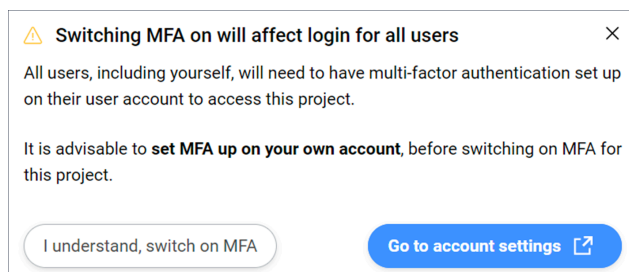 Switching MFA on will affect login for all users
All users, including yourself, will need to have multi-factor authentication set up
on their user account to access this project.
It is advisable to set MFA up on your own account, before switching on MFA for
this project.
I understand, switch on MFA
Go to account settings